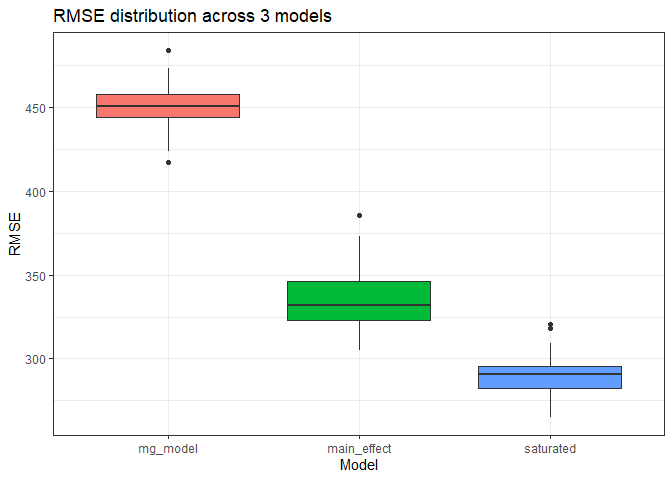 RMSE distribution across 3 models
450
400
350
300
RMSE
mg_model main_effect saturated
Model